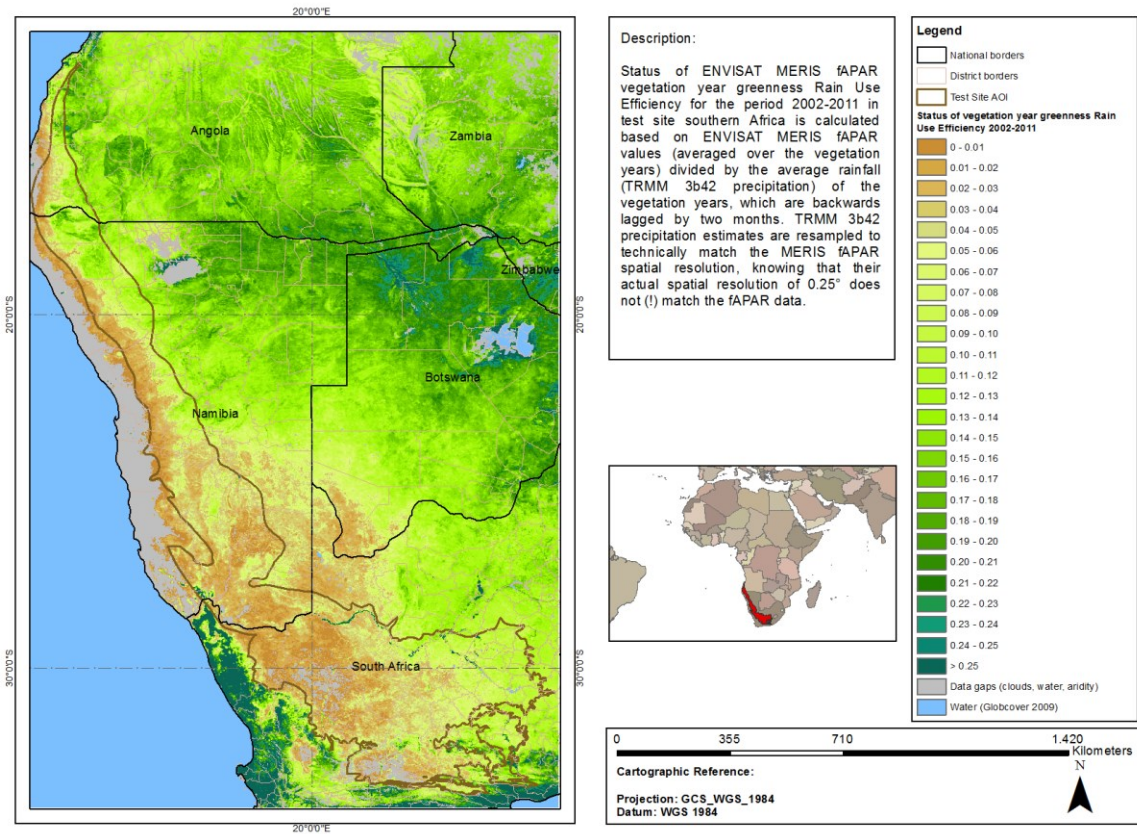 20°0'0"E
Angola
Zambia
Zimbabwe
20°0'0"S
20°0'0"S
Botswana
Namibia
30°0'0"S
30°0'0"S
South Africa
20°0'0"E
Description:
Status of ENVISAT MERIS fAPAR
vegetation year greenness Rain Use
Efficiency for the period 2002-2011 in
test site southern Africa is calculated
based on ENVISAT MERIS fAPAR
values (averaged over the vegetation
years) divided by the average rainfall
(TRMM 3b42 precipitation) of the
vegetation years, which are backwards
lagged by two months. TRMM 3b42
precipitation estimates are resampled to
technically match the MERIS fAPAR
spatial resolution, knowing that their
actual spatial resolution of 0.25° does
not (!) match the fAPAR data.
Legend
National borders
District borders
Test Site AOI
Status of vegetation year greenness Rain
Use Efficiency 2002-2011
0 - 0.01
0.01 - 0.02
0.02 - 0.03
0.03 - 0.04
0.04 - 0.05
0.05 - 0.06
0.06 - 0.07
0.07 - 0.08
0.08 - 0.09
0.09 - 0.10
0.10 - 0.11
0.11 - 0.12
0.12 - 0.13
0.13 - 0.14
0.14 - 0.15
0.15 - 0.16
0.16 - 0.17
0.17 - 0.18
0.18 - 0.19
0.19 - 0.20
0.20 - 0.21
0.21 - 0.22
0.22 - 0.23
0.23 - 0.24
0.24 - 0.25
> 0.25
Data gaps (clouds, water, aridity)
Water (Globcover 2009)
0 355 710 1.420
Kilometers
N
Cartographic Reference:
Projection: GCS_WGS_1984
Datum: WGS 1984